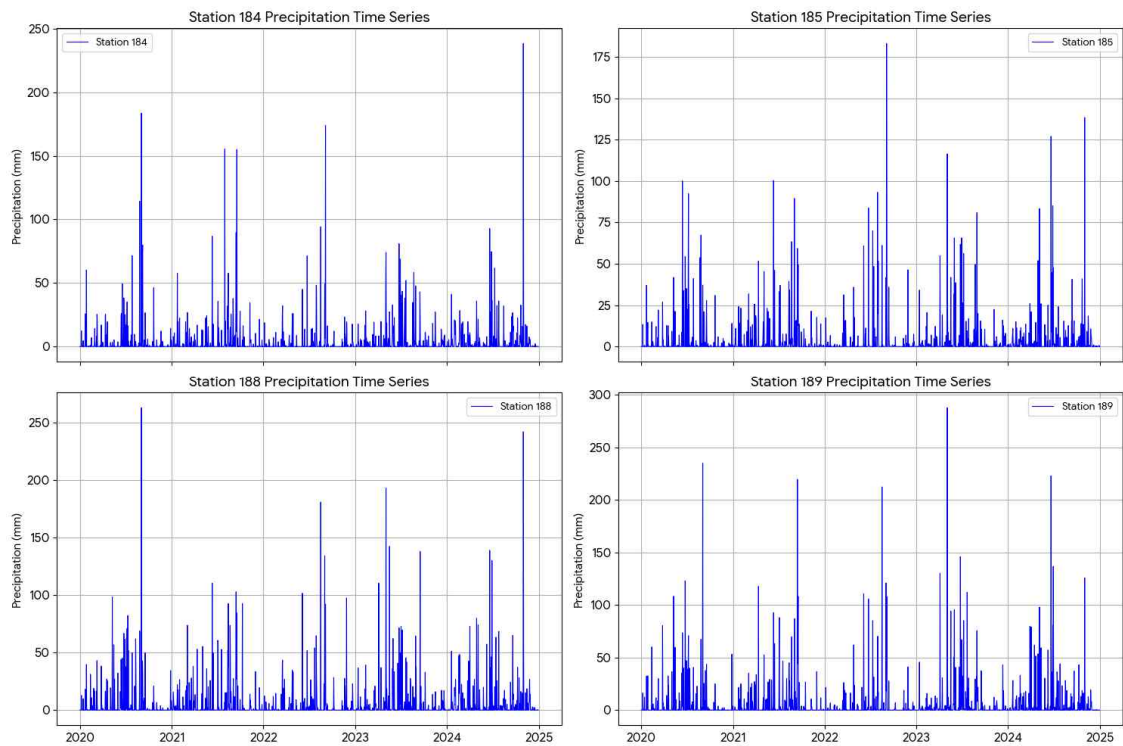 Station 184 Precipitation Time Series
Station 184
Precipitation (mm)
250
200
150
100
50
0
Station 185 Precipitation Time Series
Station 185
Precipitation (mm)
175
150
125
100
75
50
25
0
Station 188 Precipitation Time Series
Station 188
Precipitation (mm)
250
200
150
100
50
0
2020 2021 2022 2023 2024 2025
Station 189 Precipitation Time Series
Station 189
Precipitation (mm)
300
250
200
150
100
50
0
2020 2021 2022 2023 2024 2025